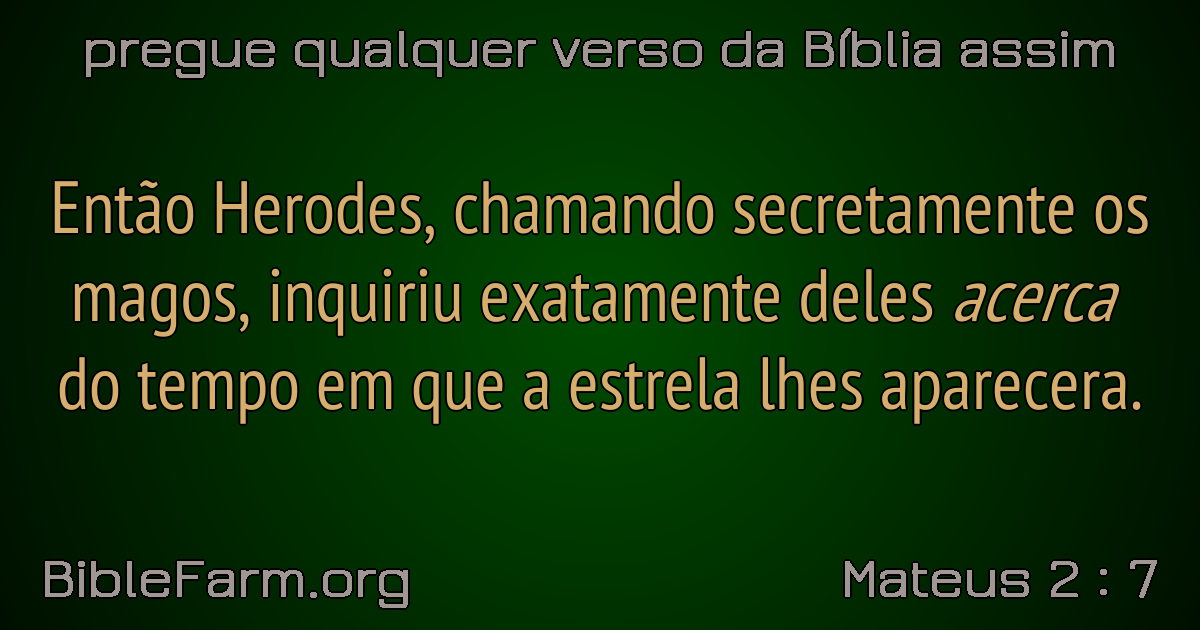 pregue qualquer verso da Bíblia assim
Então Herodes, chamando secretamente os
magos, inquiriu exatamente deles acerca
do tempo em que a estrela lhes aparecera.
BibleFarm.org
Mateus 2 : 7